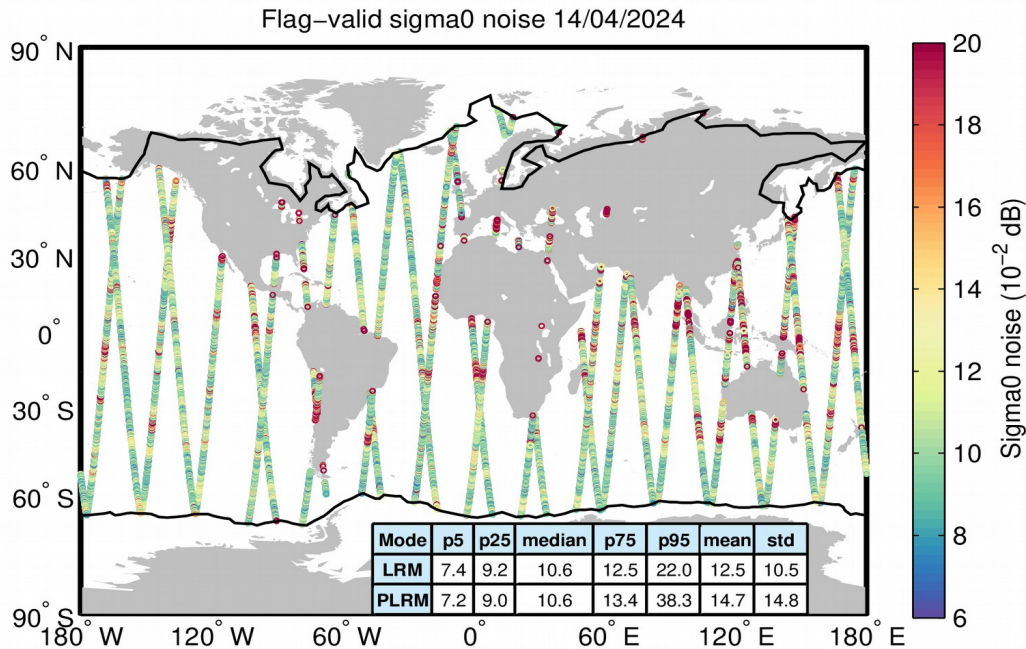 Flag-valid sigma0 noise 14/04/2024
90° N
60° N
30° N
0°
30° S
60° S
90° S
180° W
120° W
60° W
0°
60° E
120° E
180° E
20
18
16
14
12
10
8
6
Sigma0 noise (10⁻² dB)
Mode p5 p25 median p75 p95 mean std
LRM 7.4 9.2 10.6 12.5 22.0 12.5 10.5
PLRM 7.2 9.0 10.6 13.4 38.3 14.7 14.8